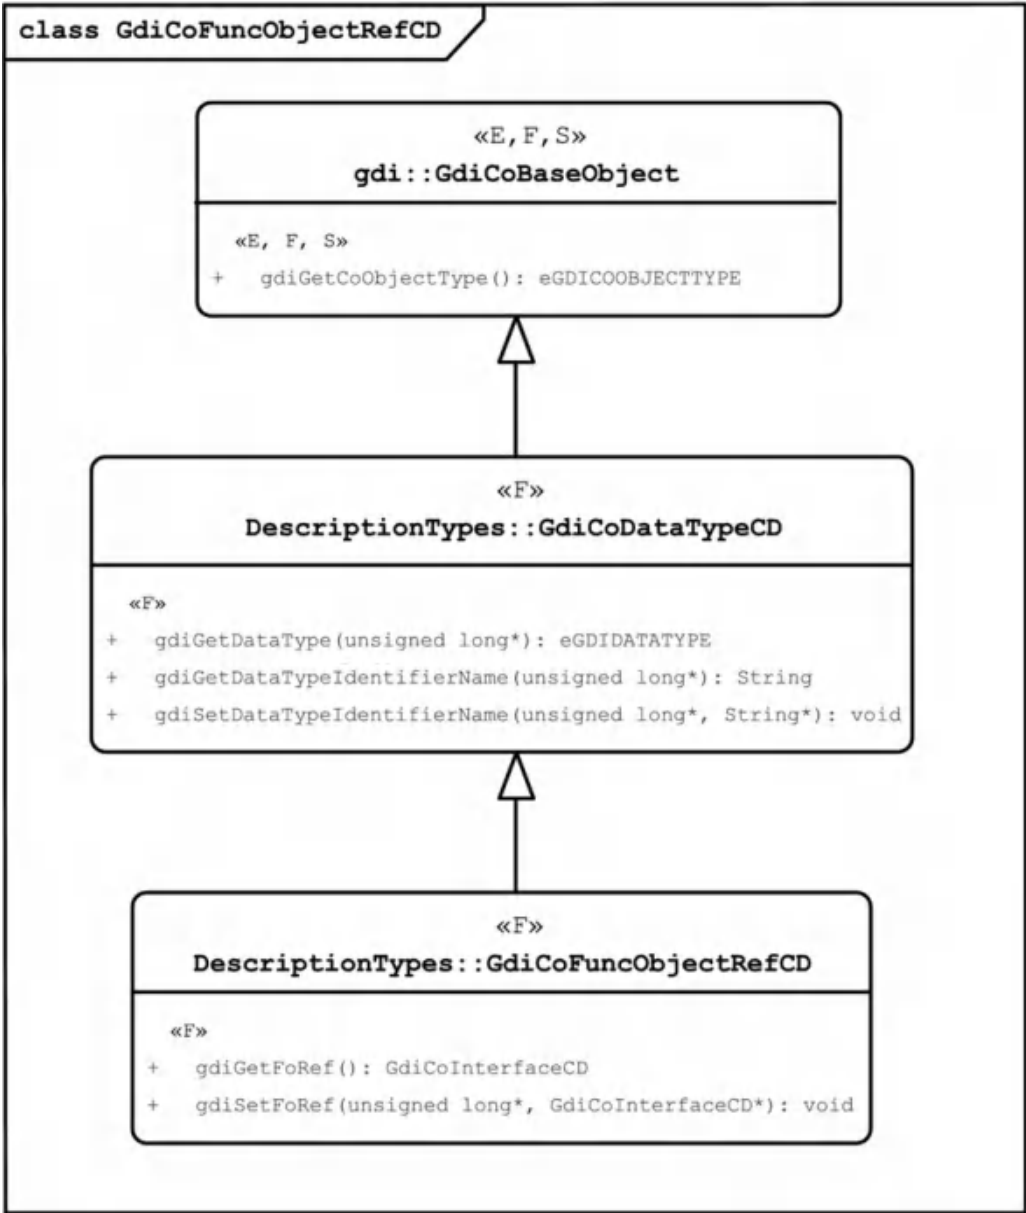 class GdiCoFuncObjectRefCD
«E,F,S»
gdi::GdiCoBaseObject
«E, F, S»
+ gdiGetCoObjectType(): eGDICOOBJECTTYPE
«F»
DescriptionTypes::GdiCoDataTypeCD
«F»
+ gdiGetDataType(unsigned long*): eGDIDATATYPE
+ gdiGetDataTypeIdentifierName(unsigned long*): String
+ gdiSetDataTypeIdentifierName(unsigned long*, String*): void
«F»
DescriptionTypes::GdiCoFuncObjectRefCD
«F»
+ gdiGetFoRef(): GdiCoInterfaceCD
+ gdiSetFoRef(unsigned long*, GdiCoInterfaceCD*): void